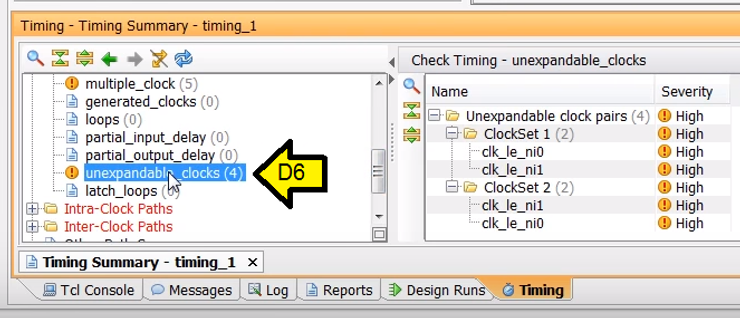 Timing - Timing Summary - timing_1
multiple_clock (5)
generated_clocks (0)
loops (0)
partial_input_delay (0)
partial_output_delay (0)
unexpandable_clocks (4)
latch_loops (0)
Intra-Clock Paths
Inter-Clock Paths
D6
Check Timing - unexpandable_clocks
Name Severity
Unexpandable clock pairs (4) High
ClockSet 1 (2) High
clk_le_ni0 High
clk_le_ni1 High
ClockSet 2 (2) High
clk_le_ni1 High
clk_le_ni0 High
Timing Summary - timing_1 ×
Tcl Console Messages Log Reports Design Runs Timing